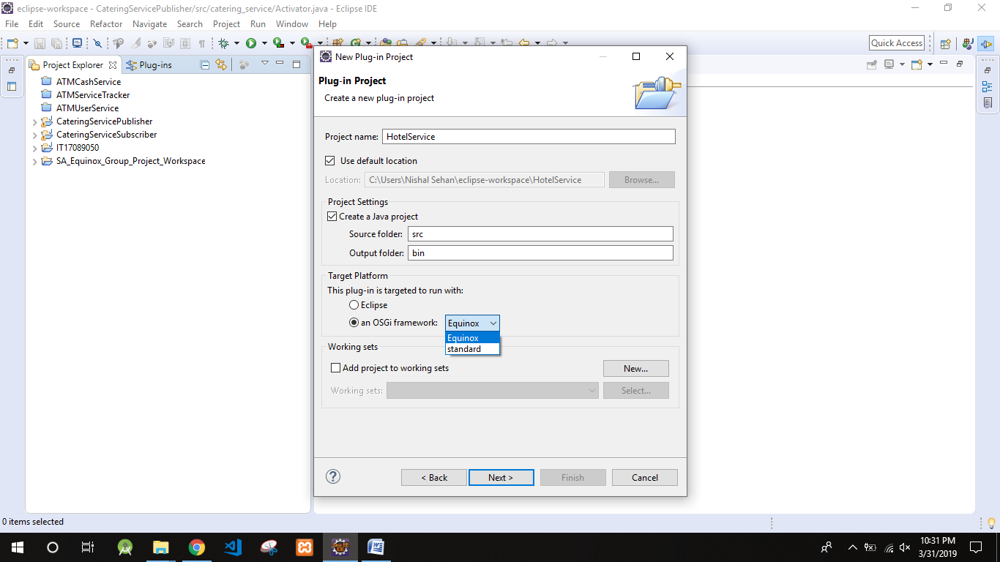 eclipse-workspace - CateringServicePublisher/src/catering_service/Activator.java - Eclipse IDE
File Edit Source Refactor Navigate Search Project Run Window Help
Quick Access
Project Explorer
Plug-ins
ATMCashService
ATMServiceTracker
ATMUserService
CateringServicePublisher
CateringServiceSubscriber
IT17089050
SA_Equinox_Group_Project_Workspace
New Plug-in Project
Plug-in Project
Create a new plug-in project
Project name: HotelService
Use default location
Location: C:\Users\Nishal Sehan\eclipse-workspace\HotelService Browse...
Project Settings
Create a Java project
Source folder: src
Output folder: bin
Target Platform
This plug-in is targeted to run with:
Eclipse
an OSGi framework: Equinox
Equinox
standard
Working sets
Add project to working sets New...
Working sets: Select...
? < Back Next > Finish Cancel
0 items selected
Java EE
IDE
10:31 PM
3/31/2019